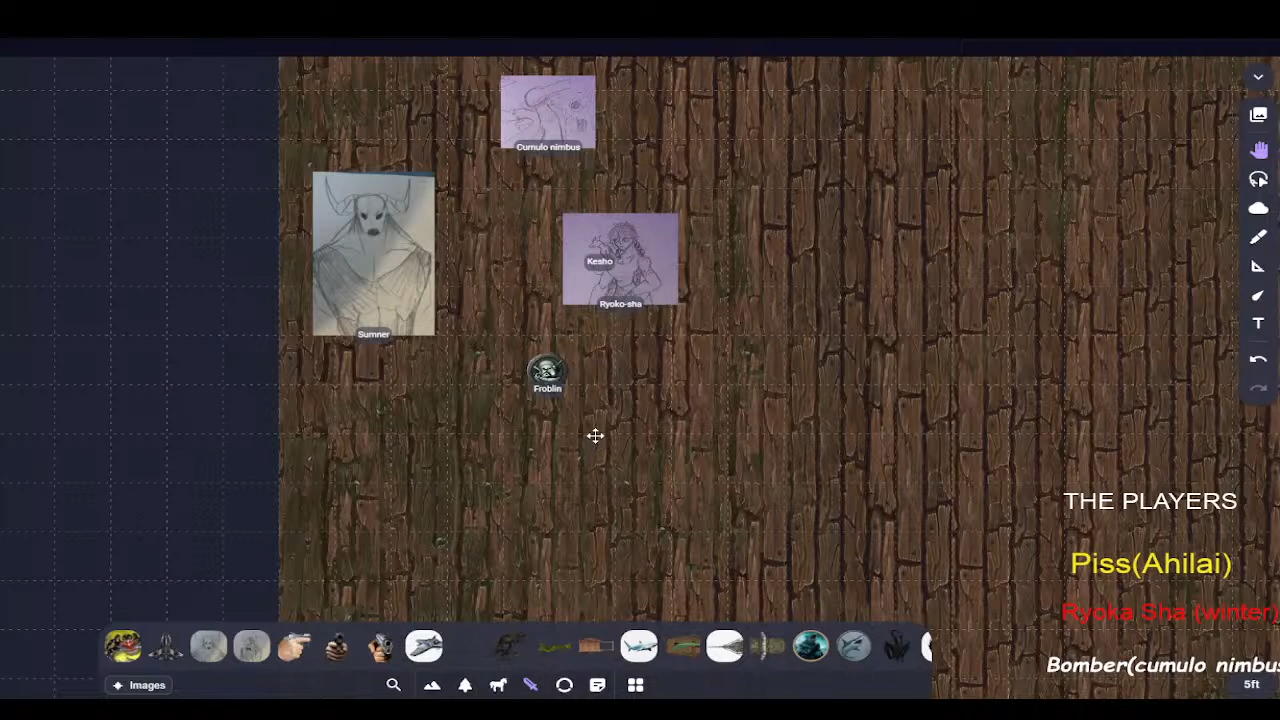 Cumulo nimbus
Kesho
Ryoko-sha
Sumner
Froblin
THE PLAYERS
Piss(Ahilai)
Ryoka Sha (winter)
Bomber(cumulo nimbus
Images
5ft